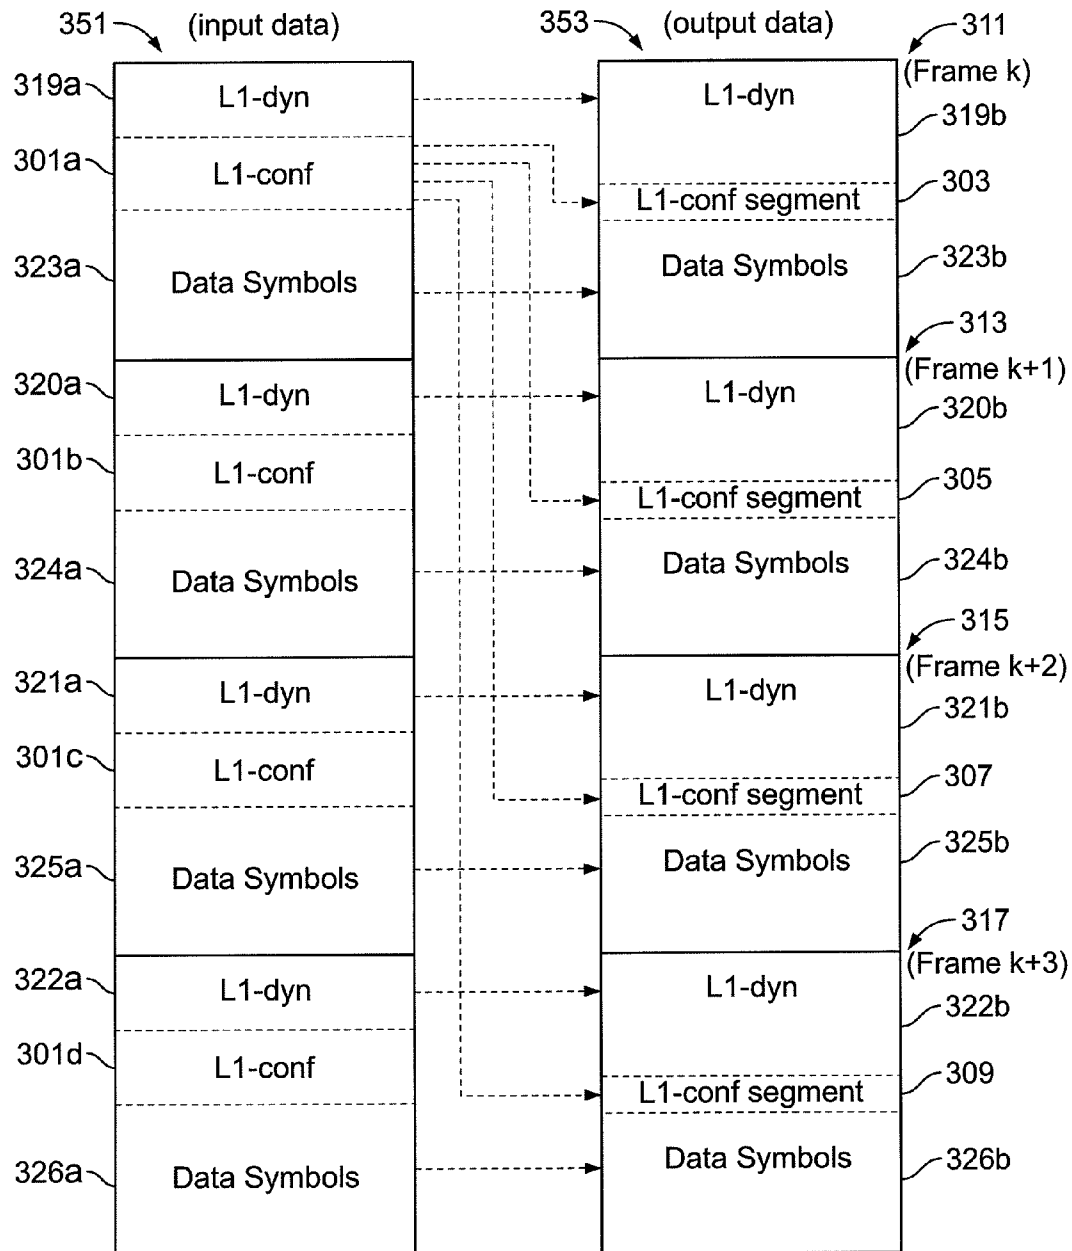 351 (input data) 353 (output data) 311
(Frame k)
319a L1-dyn L1-dyn 319b
301a L1-conf L1-conf segment 303
323a Data Symbols Data Symbols 323b
313
(Frame k+1)
320a L1-dyn L1-dyn 320b
301b L1-conf L1-conf segment 305
324a Data Symbols Data Symbols 324b
315
(Frame k+2)
321a L1-dyn L1-dyn 321b
301c L1-conf L1-conf segment 307
325a Data Symbols Data Symbols 325b
317
(Frame k+3)
322a L1-dyn L1-dyn 322b
301d L1-conf L1-conf segment 309
326a Data Symbols Data Symbols 326b